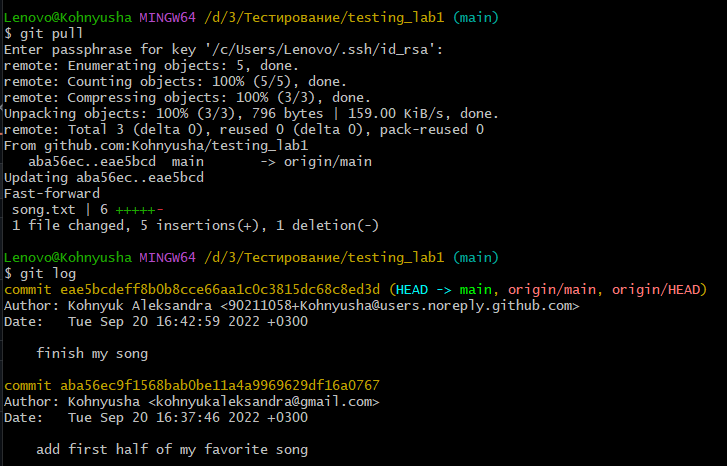 Lenovo@Kohnyusha MINGW64 /d/3/Тестирование/testing_lab1 (main)
$ git pull
Enter passphrase for key '/c/Users/Lenovo/.ssh/id_rsa':
remote: Enumerating objects: 5, done.
remote: Counting objects: 100% (5/5), done.
remote: Compressing objects: 100% (3/3), done.
Unpacking objects: 100% (3/3), 796 bytes | 159.00 KiB/s, done.
remote: Total 3 (delta 0), reused 0 (delta 0), pack-reused 0
From github.com:Kohnyusha/testing_lab1
   aba56ec..eae5bcd  main       -> origin/main
Updating aba56ec..eae5bcd
Fast-forward
 song.txt | 6 +++++-
 1 file changed, 5 insertions(+), 1 deletion(-)
Lenovo@Kohnyusha MINGW64 /d/3/Тестирование/testing_lab1 (main)
$ git log
commit eae5bcdeff8b0b8cce66aa1c0c3815dc68c8ed3d (HEAD -> main, origin/main, origin/HEAD)
Author: Kohnyuk Aleksandra <90211058+Kohnyusha@users.noreply.github.com>
Date:   Tue Sep 20 16:42:59 2022 +0300
    finish my song
commit aba56ec9f1568bab0be11a4a9969629df16a0767
Author: Kohnyusha <kohnyukaleksandra@gmail.com>
Date:   Tue Sep 20 16:37:46 2022 +0300
    add first half of my favorite song